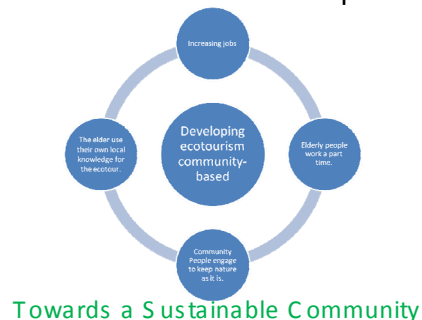 Increasing jobs
The elder use
their own local
knowledge for
the ecotour.
Developing
ecotourism
community-
based
Elderly people
work a part
time.
Community
People engage
to keep nature
as it is.
Towards a Sustainable Community